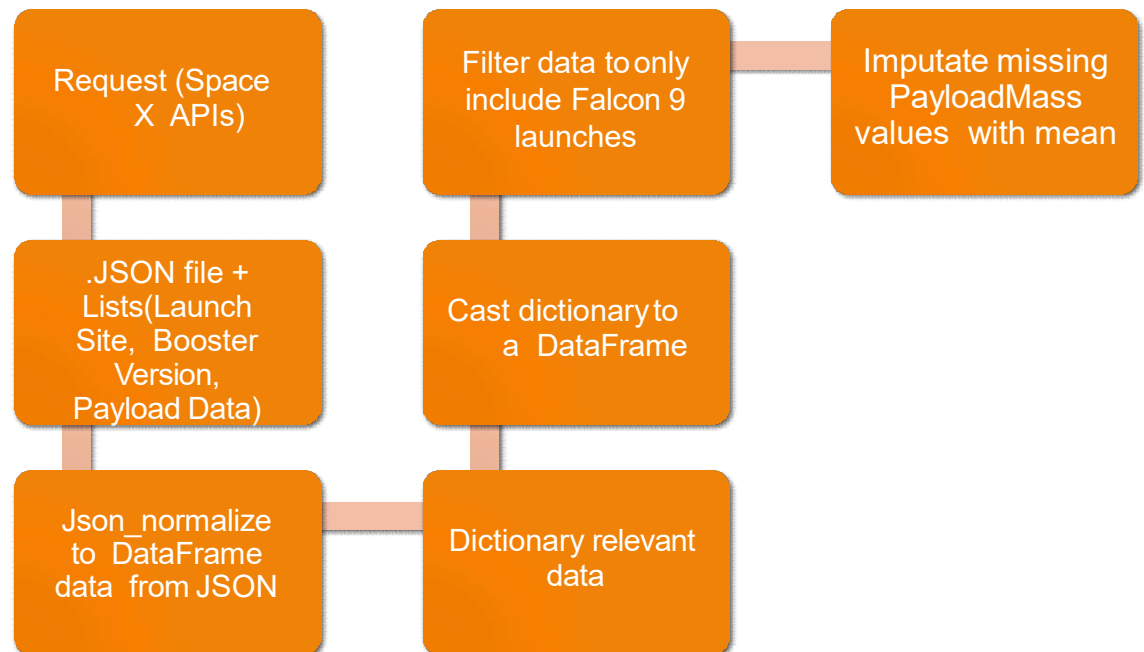 Request (Space
X APIs)
.JSON file +
Lists(Launch
Site, Booster
Version,
Payload Data)
Json_normalize
to DataFrame
data from JSON
Dictionary relevant
data
Cast dictionary to
a DataFrame
Filter data to only
include Falcon 9
launches
Imputate missing
PayloadMass
values with mean